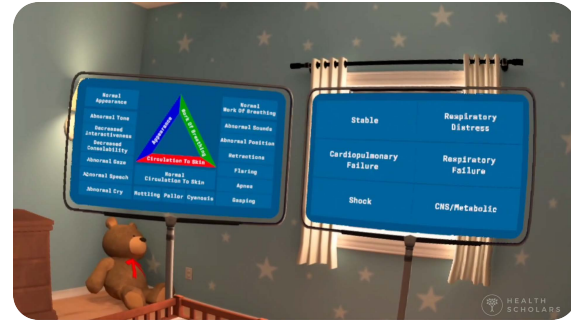 Normal
Appearance
Abnormal Tone
Decreased
interactiveness
Decreased
Consolability
Abnormal Gaze
Abnormal Speech
Abnormal Cry
Appearance
Work Of Breathing
Circulation To Skin
Normal
Circulation To Skin
Mottling Pallor Cyanosis
Normal
Work Of Breathing
Abnormal Sounds
Abnormal Position
Retractions
Flaring
Apnea
Gasping
Stable
Respiratory
Distress
Cardiopulmonary
Failure
Respiratory
Failure
Shock
CNS/Metabolic
HEALTH
SCHOLARS